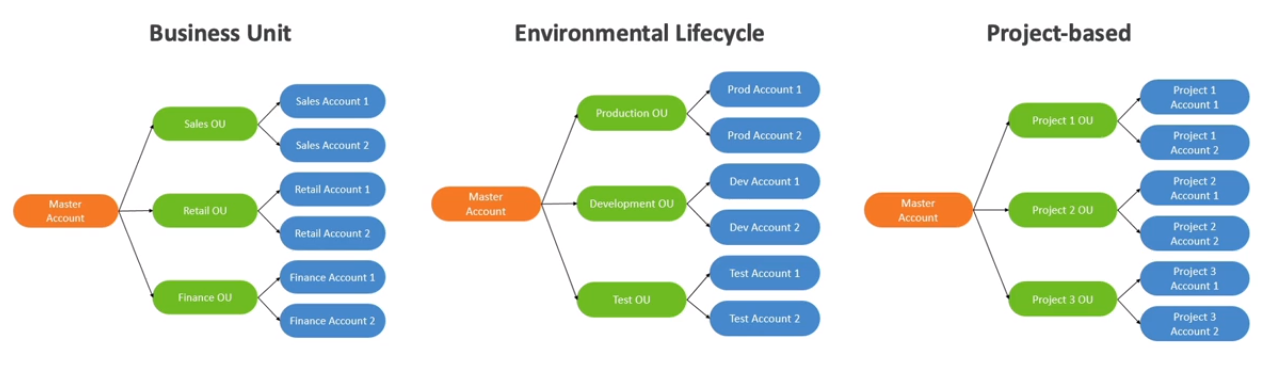 Business Unit
Master
Account
Sales OU
Sales Account 1
Sales Account 2
Retail OU
Retail Account 1
Retail Account 2
Finance OU
Finance Account 1
Finance Account 2
Environmental Lifecycle
Master
Account
Production OU
Prod Account 1
Prod Account 2
Development OU
Dev Account 1
Dev Account 2
Test OU
Test Account 1
Test Account 2
Project-based
Master
Account
Project 1 OU
Project 1
Account 1
Project 1
Account 2
Project 2 OU
Project 2
Account 1
Project 2
Account 2
Project 3 OU
Project 3
Account 1
Project 3
Account 2